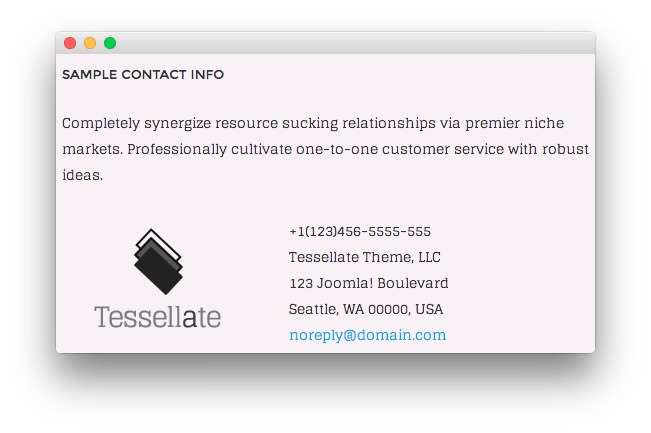 SAMPLE CONTACT INFO
Completely synergize resource sucking relationships via premier niche
markets. Professionally cultivate one-to-one customer service with robust
ideas.
Tessellate
+1(123)456-5555-555
Tessellate Theme, LLC
123 Joomla! Boulevard
Seattle, WA 00000, USA
noreply@domain.com